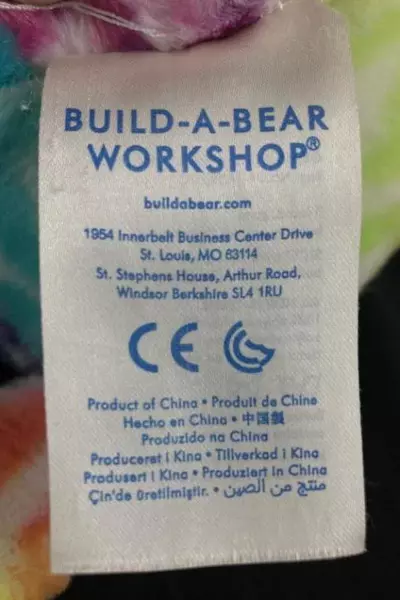 BUILD-A-BEAR
WORKSHOP®
buildabear.com
1954 Innerbelt Business Center Drive
St. Louis, MO 63114
St. Stephens House, Arthur Road,
Windsor Berkshire SL4 1RU
CE
Product of China • Produit de Chine
Hecho en China • 中国製
Produzido na China
Produceret i Kina • Tillverkad i Kina
Produsert i Kina • Produziert in China
Çin'de üretilmiştir. • منتج من الصين